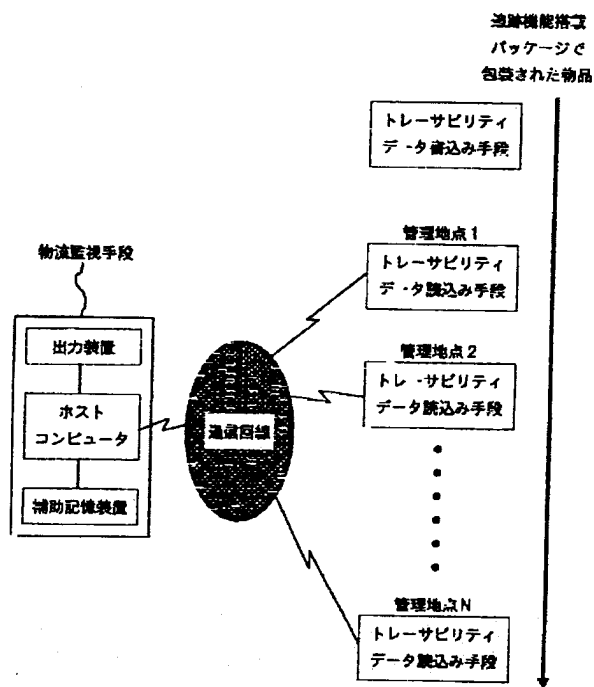 追跡機能搭載
パッケージで
包装された物品
トレーサビリティ
データ書込み手段
管理地点1
トレーサビリティ
データ読込み手段
物流監視手段
管理地点2
出力装置
トレーサビリティ
データ読込み手段
ホスト
コンピュータ
通信回線
補助記憶装置
管理地点N
トレーサビリティ
データ読込み手段